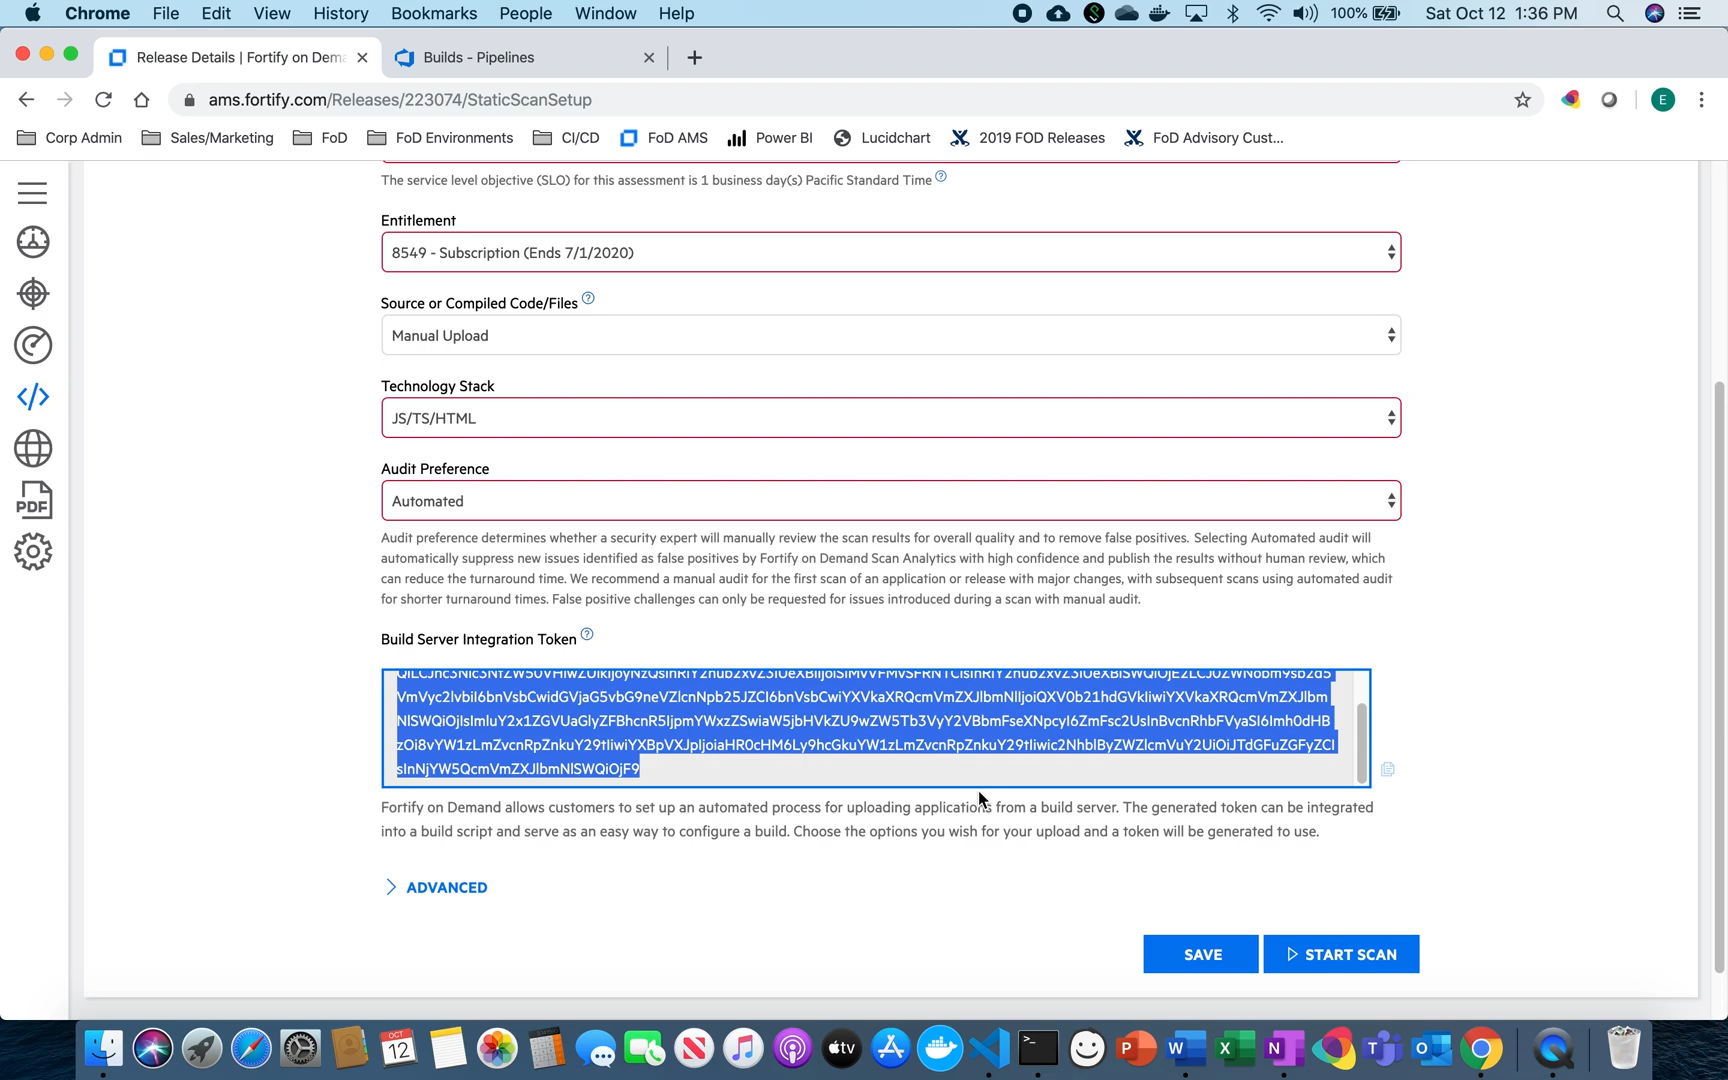 Chrome File Edit View History Bookmarks People Window Help 100% Sat Oct 12 1:36 PM
Release Details | Fortify on Dema Builds - Pipelines
ams.fortify.com/Releases/223074/StaticScanSetup E
Corp Admin Sales/Marketing FoD FoD Environments CI/CD FoD AMS Power BI Lucidchart 2019 FOD Releases FoD Advisory Cust...
The service level objective (SLO) for this assessment is 1 business day(s) Pacific Standard Time ?
Entitlement
8549 - Subscription (Ends 7/1/2020)
Source or Compiled Code/Files ?
Manual Upload
Technology Stack
JS/TS/HTML
Audit Preference
Automated
Audit preference determines whether a security expert will manually review the scan results for overall quality and to remove false positives. Selecting Automated audit will
automatically suppress new issues identified as false positives by Fortify on Demand Scan Analytics with high confidence and publish the results without human review, which
can reduce the turnaround time. We recommend a manual audit for the first scan of an application or release with major changes, with subsequent scans using automated audit
for shorter turnaround times. False positive challenges can only be requested for issues introduced during a scan with manual audit.
Build Server Integration Token ?
Fortify on Demand allows customers to set up an automated process for uploading applications from a build server. The generated token can be integrated
into a build script and serve as an easy way to configure a build. Choose the options you wish for your upload and a token will be generated to use.
ADVANCED
SAVE START SCAN
PDF
OCT
12
tv
P W X N T O